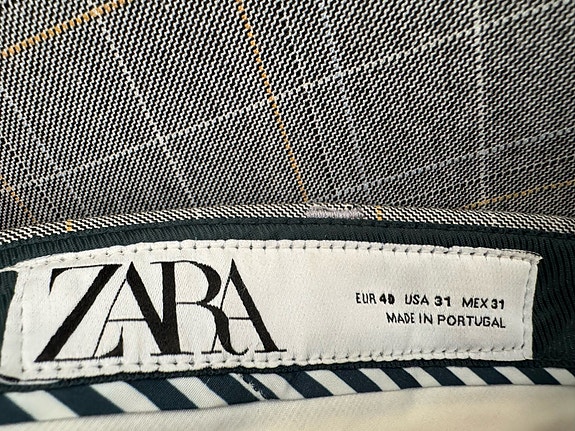 ZARA
EUR 40 USA 31 MEX 31
MADE IN PORTUGAL